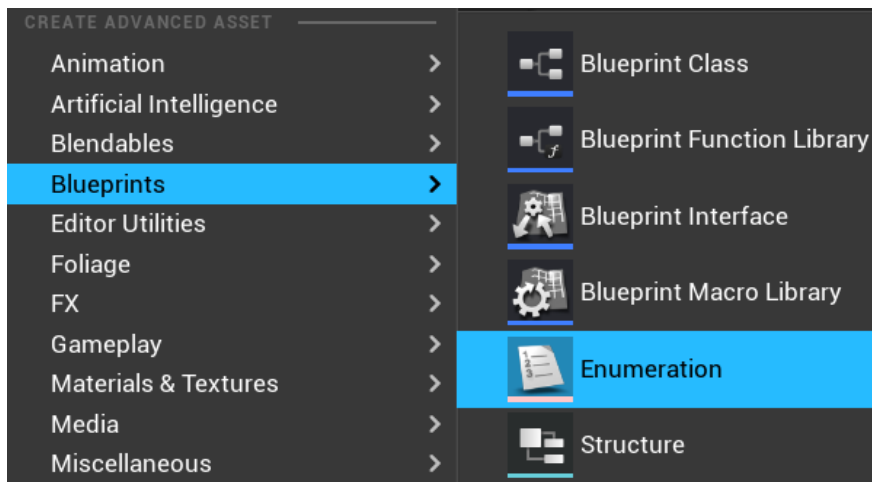 CREATE ADVANCED ASSET
Animation
Artificial Intelligence
Blendables
Blueprints
Editor Utilities
Foliage
FX
Gameplay
Materials & Textures
Media
Miscellaneous
Blueprint Class
Blueprint Function Library
Blueprint Interface
Blueprint Macro Library
Enumeration
Structure